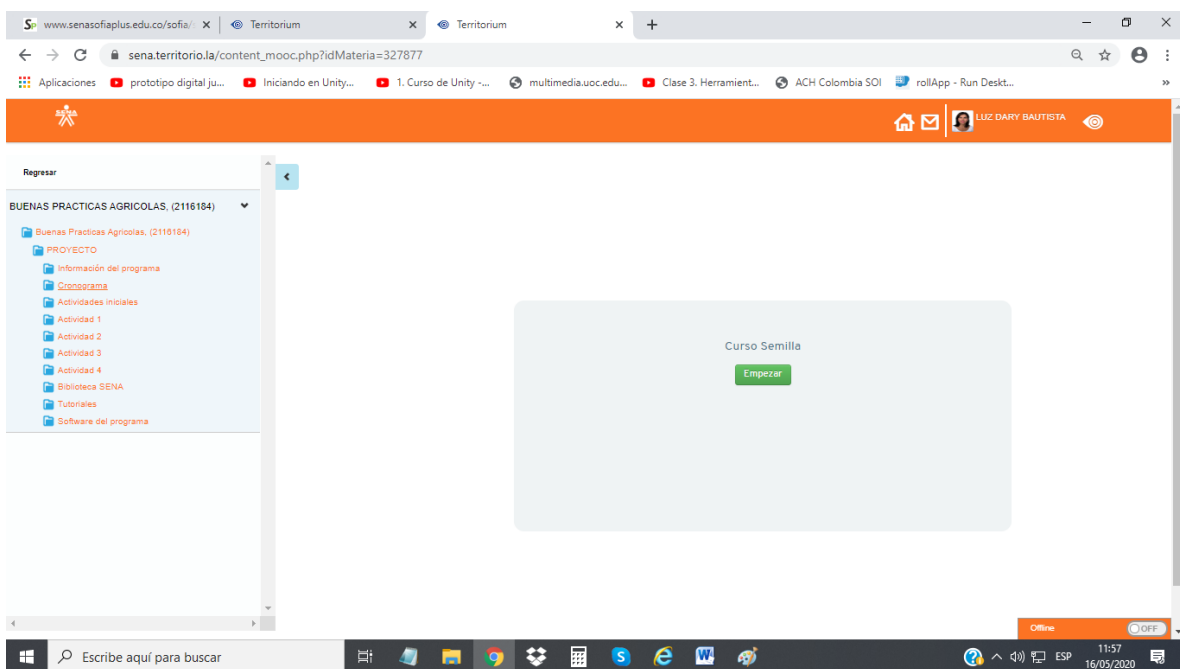 www.senasofiaplus.edu.co/sofia/
Territorium
Territorium
sena.territorio.la/content_mooc.php?idMateria=327877
Aplicaciones
prototipo digital ju...
Iniciando en Unity...
1. Curso de Unity -...
multimedia.uoc.edu...
Clase 3. Herramient...
ACH Colombia SOI
rollApp - Run Deskt...
»
SENA
LUZ DARY BAUTISTA
Regresar
BUENAS PRACTICAS AGRICOLAS, (2116184)
Buenas Practicas Agricolas, (2116184)
PROYECTO
Información del programa
Cronograma
Actividades iniciales
Actividad 1
Actividad 2
Actividad 3
Actividad 4
Biblioteca SENA
Tutoriales
Software del programa
Curso Semilla
Empezar
Offline
OFF
Escribe aquí para buscar
ESP
11:57
16/05/2020